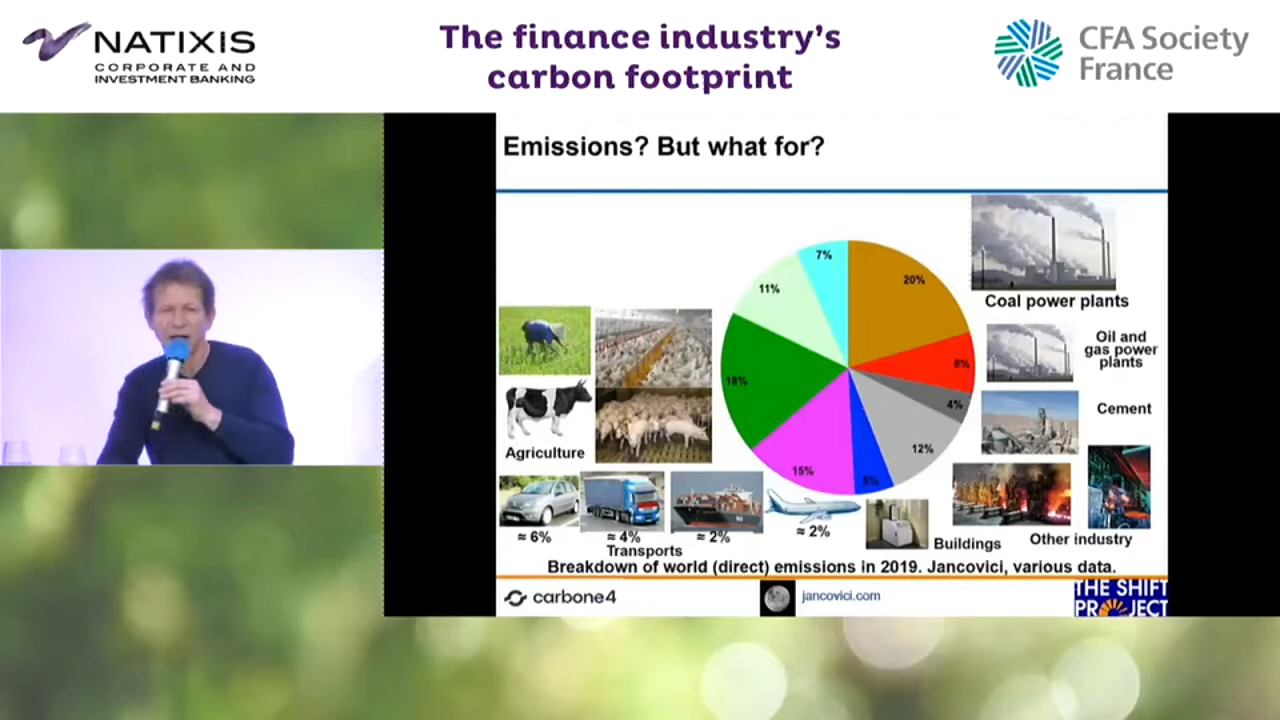 NATIXIS
CORPORATE AND
INVESTMENT BANKING
The finance industry's
carbon footprint
CFA Society
France
Emissions? But what for?
7%
20%
11%
8%
18%
4%
12%
15%
5%
Coal power plants
Oil and
gas power
plants
Cement
Agriculture
≈ 6%
≈ 4%
≈ 2%
≈ 2%
Transports
Buildings
Other industry
Breakdown of world (direct) emissions in 2019. Jancovici, various data.
carbone4
jancovici.com
THE SHIFT
PROJECT